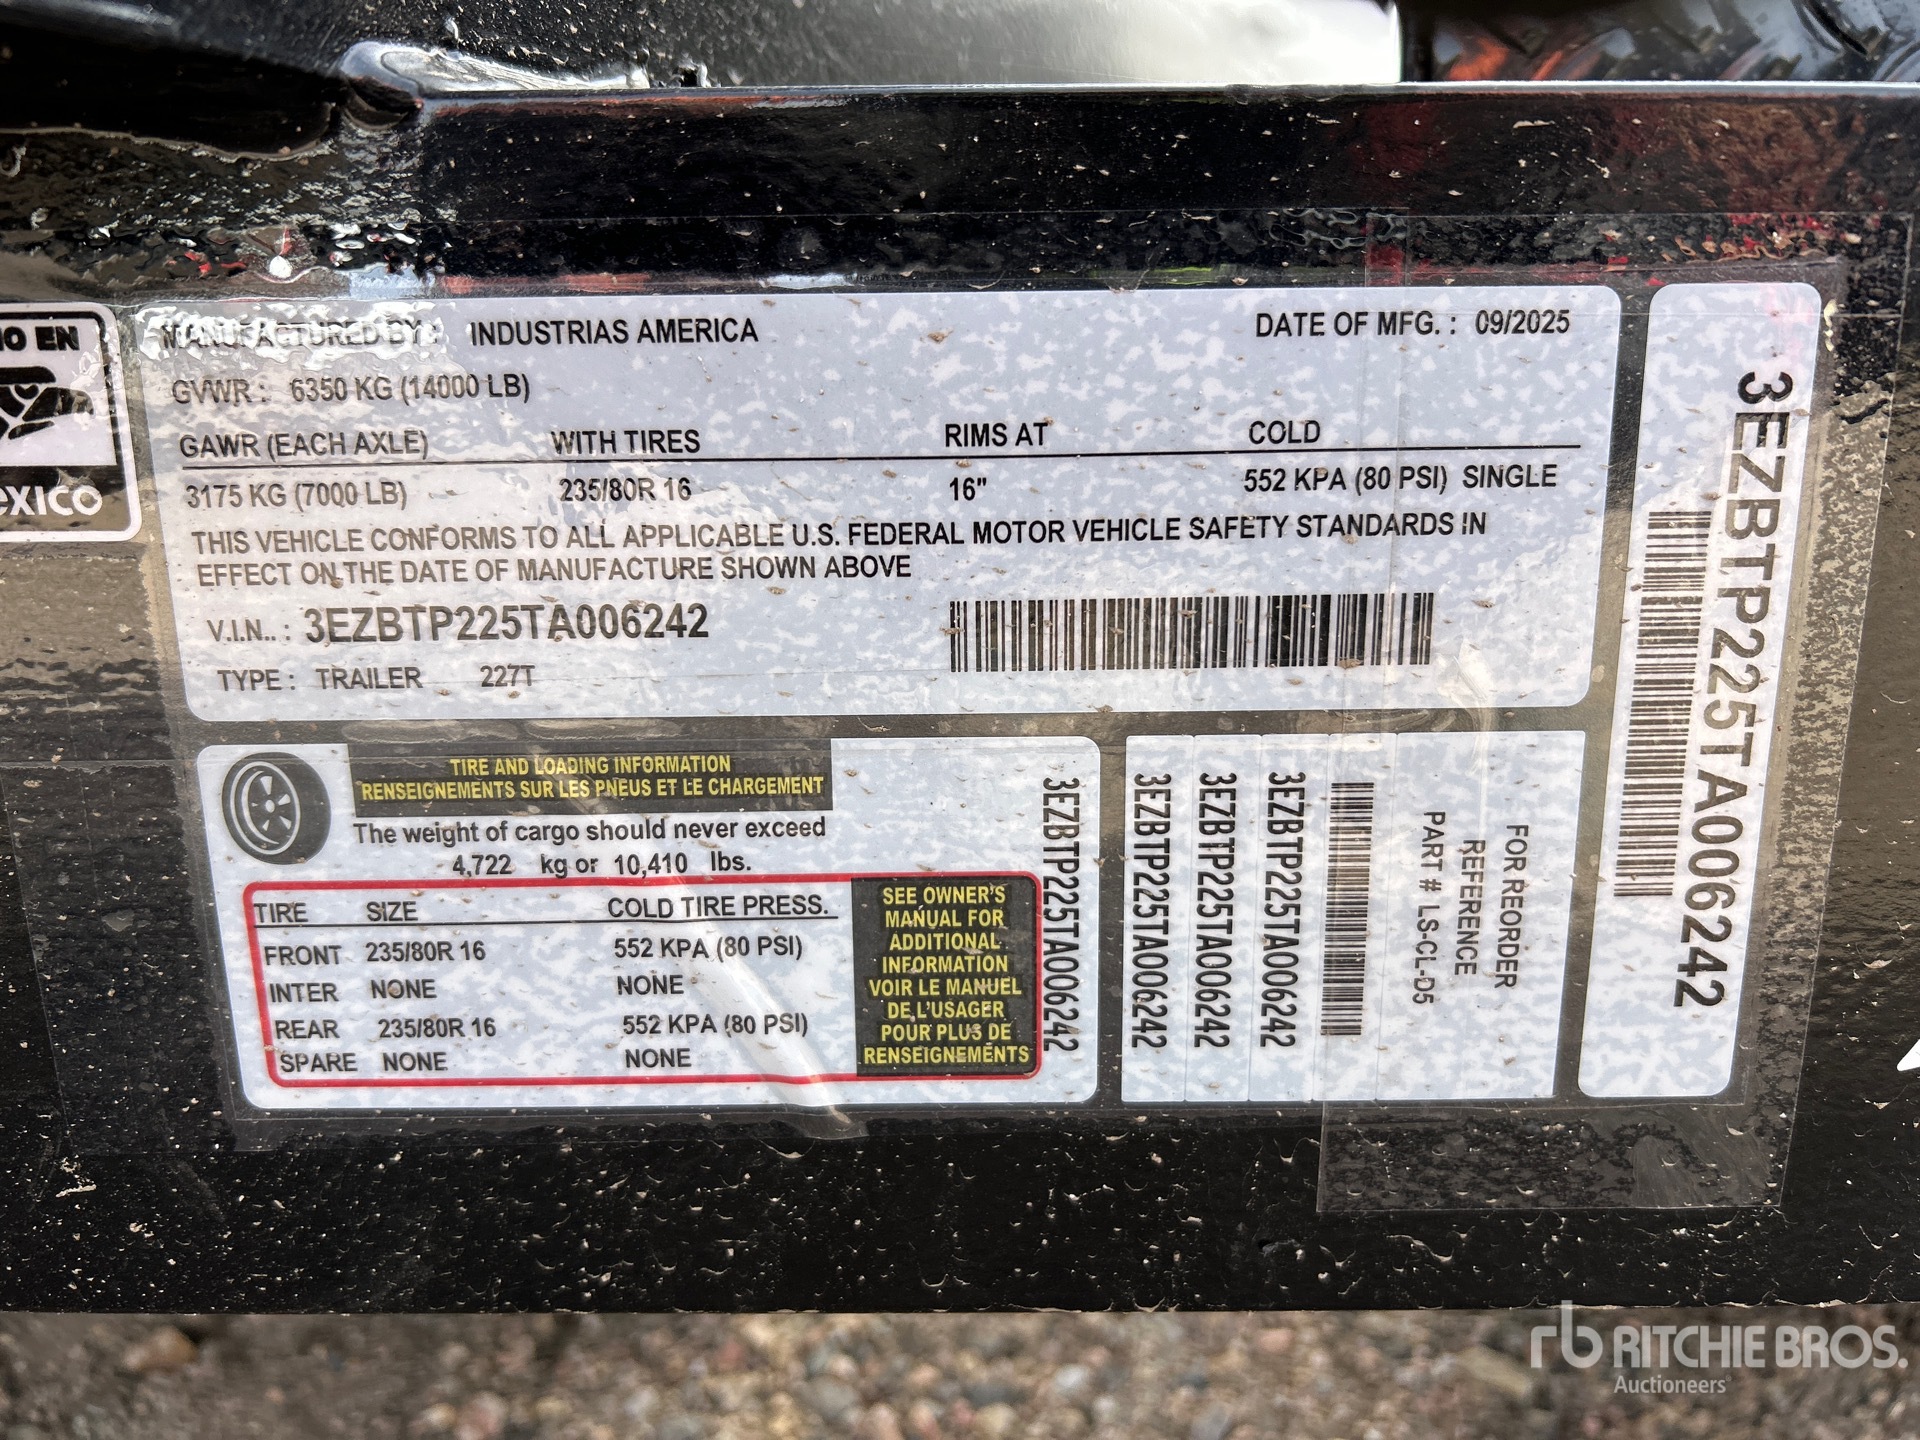 HO EN
EXICO
MANUFACTURED BY : INDUSTRIAS AMERICA DATE OF MFG. : 09/2025
GVWR : 6350 KG (14000 LB)
GAWR (EACH AXLE) WITH TIRES RIMS AT COLD
3175 KG (7000 LB) 235/80R 16 16" 552 KPA (80 PSI) SINGLE
THIS VEHICLE CONFORMS TO ALL APPLICABLE U.S. FEDERAL MOTOR VEHICLE SAFETY STANDARDS IN
EFFECT ON THE DATE OF MANUFACTURE SHOWN ABOVE
V.I.N.. : 3EZBTP225TA006242
TYPE : TRAILER 227T
3EZBTP225TA006242
TIRE AND LOADING INFORMATION
RENSEIGNEMENTS SUR LES PNEUS ET LE CHARGEMENT
The weight of cargo should never exceed
4,722 kg or 10,410 lbs.
TIRE SIZE COLD TIRE PRESS.
FRONT 235/80R 16 552 KPA (80 PSI)
INTER NONE NONE
REAR 235/80R 16 552 KPA (80 PSI)
SPARE NONE NONE
SEE OWNER'S
MANUAL FOR
ADDITIONAL
INFORMATION
VOIR LE MANUEL
DE L'USAGER
POUR PLUS DE
RENSEIGNEMENTS
3EZBTP225TA006242
3EZBTP225TA006242
3EZBTP225TA006242
3EZBTP225TA006242
FOR REORDER
REFERENCE
PART # LS-CL-D5
rb RITCHIE BROS.
Auctioneers